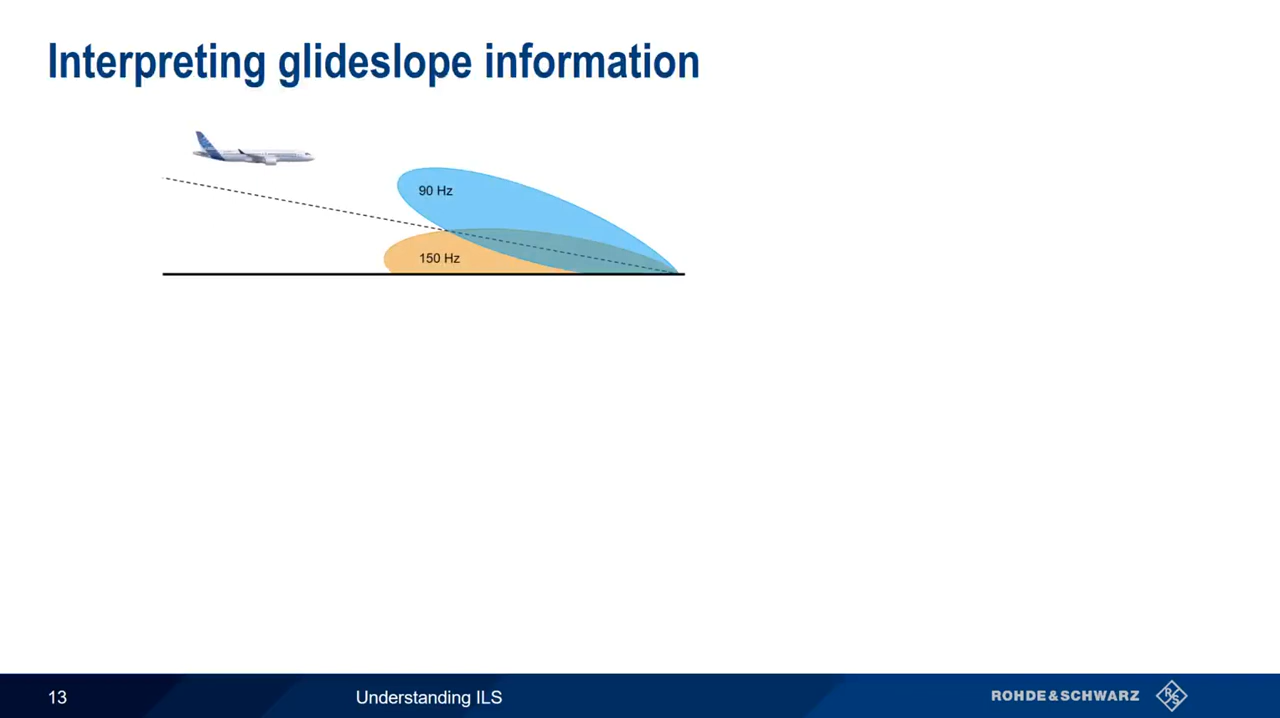 Interpreting glideslope information
90 Hz
150 Hz
13
Understanding ILS
ROHDE&SCHWARZ
R
S